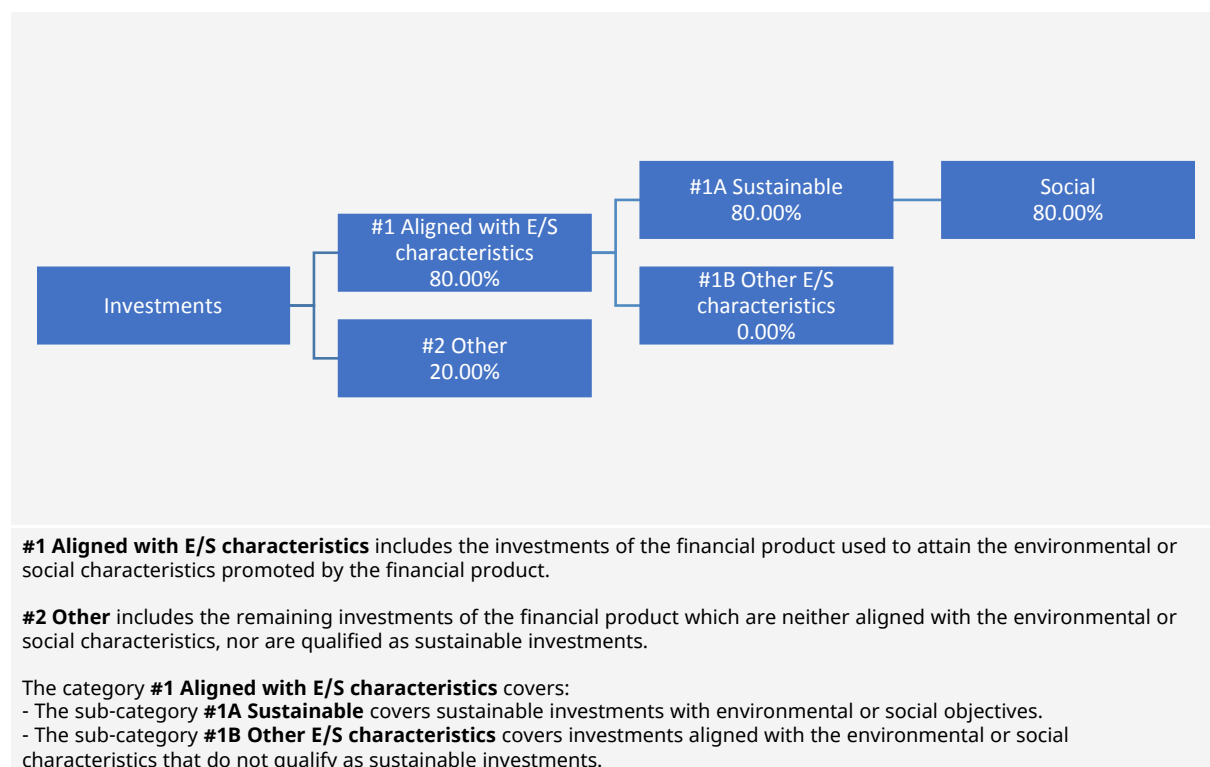 #1A Sustainable
80.00%
Social
80.00%
#1 Aligned with E/S
characteristics
80.00%
Investments
#1B Other E/S
characteristics
0.00%
#2 Other
20.00%
#1 Aligned with E/S characteristics includes the investments of the financial product used to attain the environmental or
social characteristics promoted by the financial product.
#2 Other includes the remaining investments of the financial product which are neither aligned with the environmental or
social characteristics, nor are qualified as sustainable investments.
The category #1 Aligned with E/S characteristics covers:
- The sub-category #1A Sustainable covers sustainable investments with environmental or social objectives.
- The sub-category #1B Other E/S characteristics covers investments aligned with the environmental or social
characteristics that do not qualify as sustainable investments.